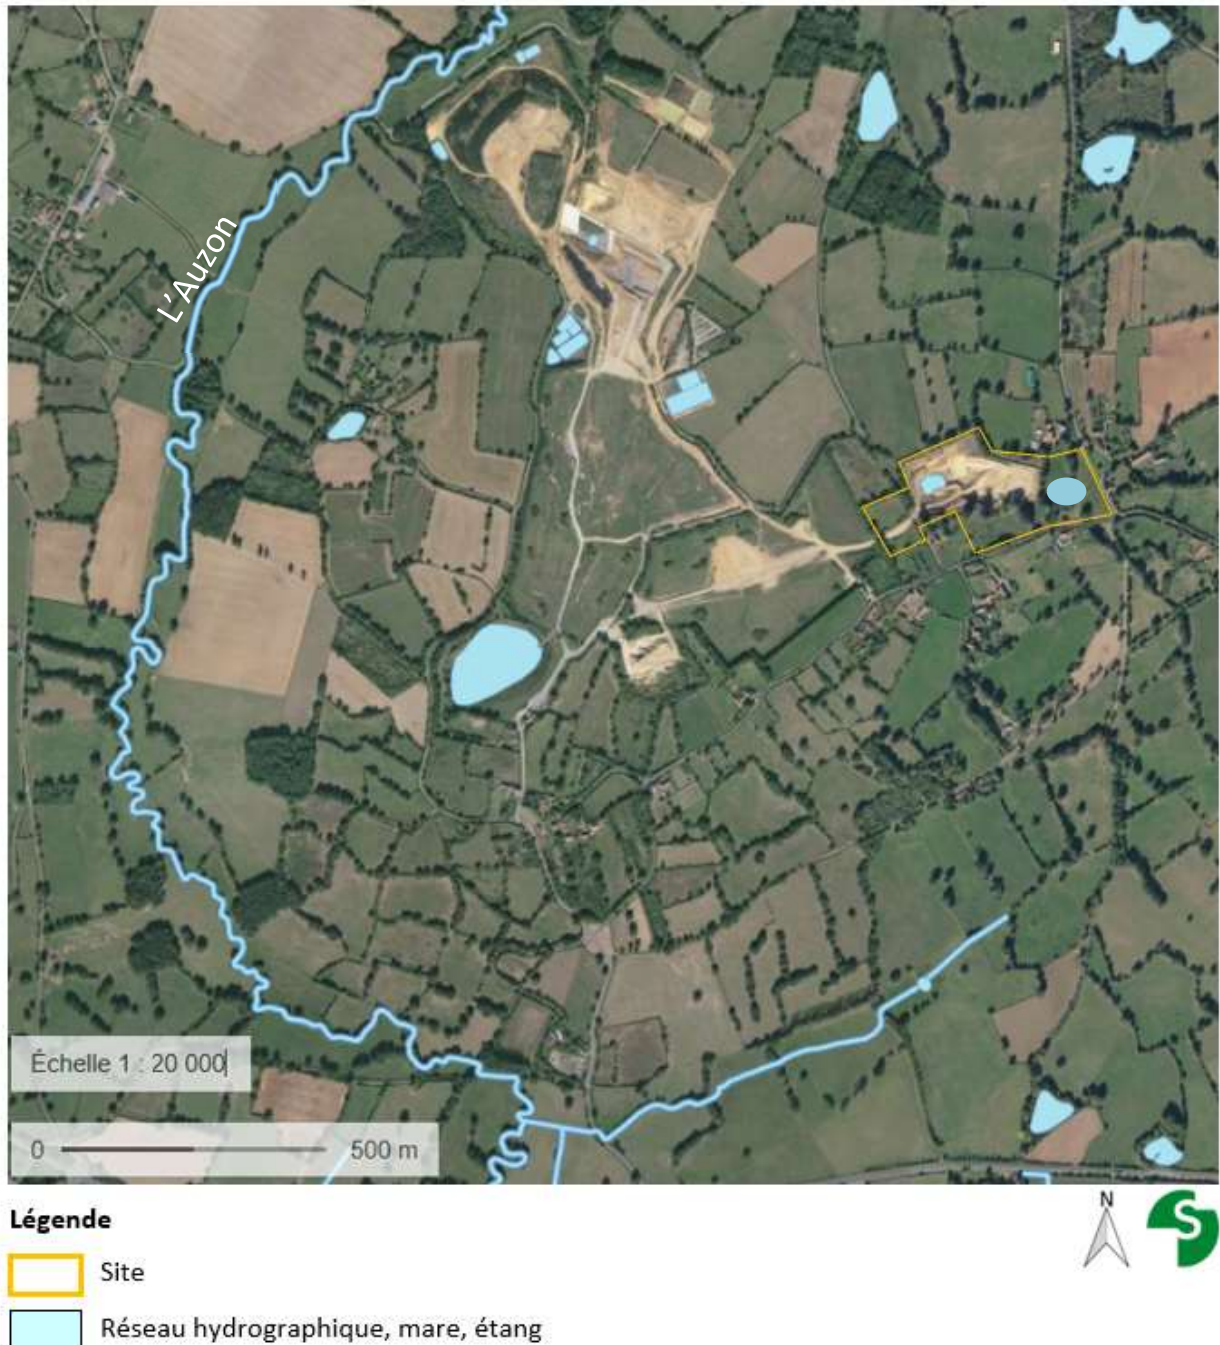 L'Auzon
Échelle 1 : 20 000
0 500 m
N
S
Légende
Site
Réseau hydrographique, mare, étang